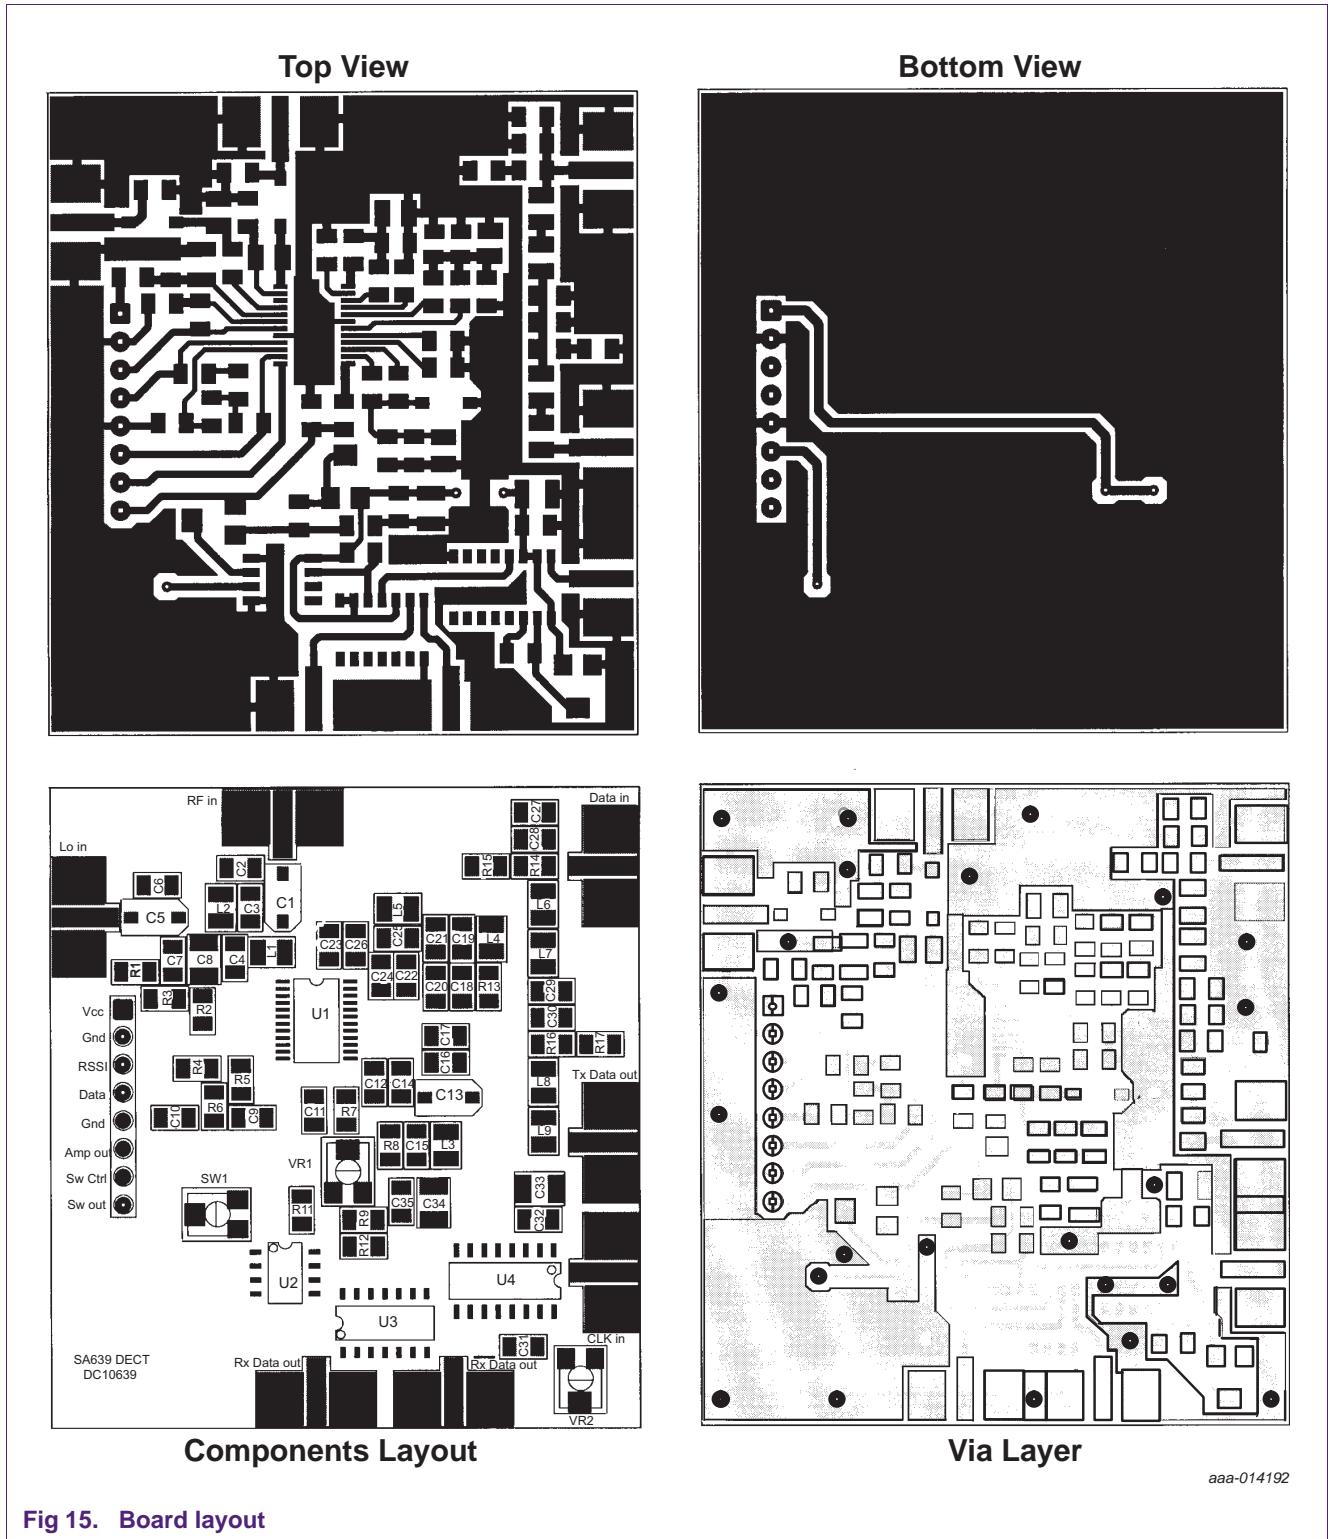 Top View
Bottom View
RF in
Data in
Lo in
C27
C28
R15
R14
C2
C6
C5
L2
C3
C1
L5
L6
C23
C26
C25
C21
C19
L4
L7
R1
C7
C8
C4
L1
C24
C22
C20
C18
R13
C29
R3
R2
C30
Vcc
Gnd
RSSI
Data
Gnd
Amp out
Sw Ctrl
Sw out
U1
C17
C16
R16
R17
R4
R5
R6
C10
C9
C12
C14
C13
L8
Tx Data out
C11
R7
L9
VR1
R8
C15
L3
SW1
R11
C35
C34
C33
C32
R9
R12
U2
U4
U3
C31
CLK in
SA639 DECT
DC10639
Rx Data out
Rx Data out
VR2
Components Layout
Via Layer
aaa-014192
Fig 15. Board layout